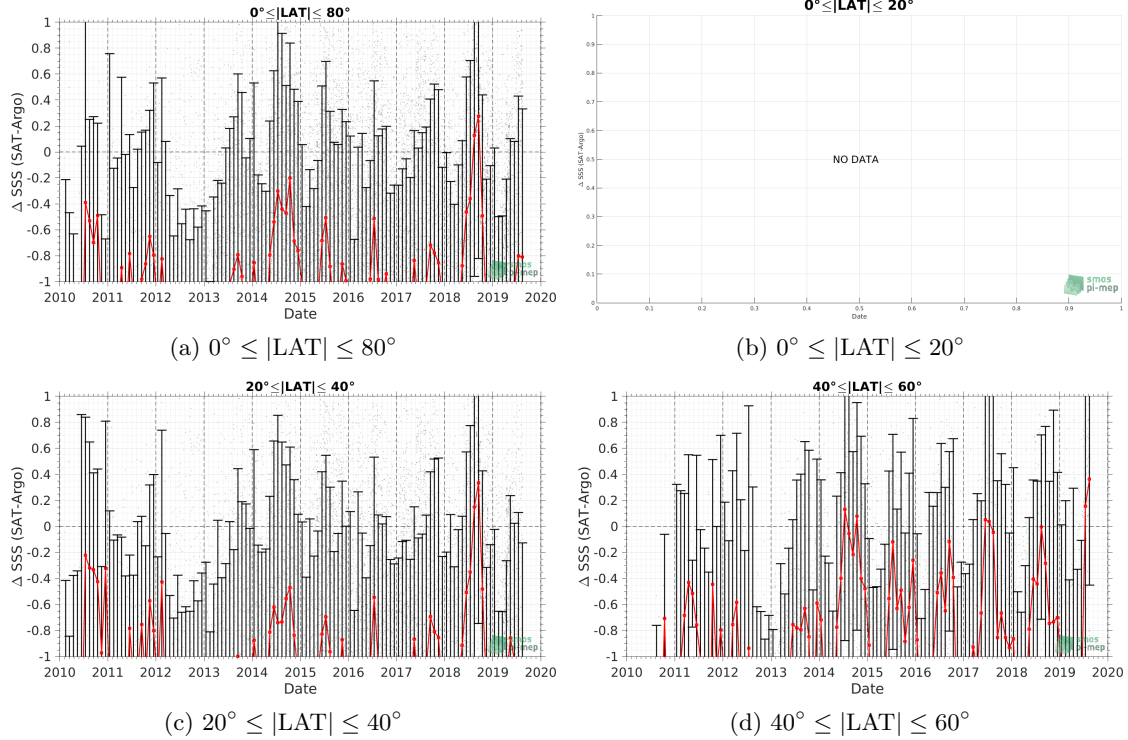 0°≤|LAT|≤ 80°
Δ SSS (SAT-Argo)
1
0.8
0.6
0.4
0.2
0
-0.2
-0.4
-0.6
-0.8
-1
2010 2011 2012 2013 2014 2015 2016 2017 2018 2019 2020
Date
smos
pi-mep
(a) 0° ≤ |LAT| ≤ 80°
0°≤|LAT|≤ 20°
Δ SSS (SAT-Argo)
1
0.9
0.8
0.7
0.6
0.5
0.4
0.3
0.2
0.1
0
NO DATA
0 0.1 0.2 0.3 0.4 0.5 0.6 0.7 0.8 0.9 1
Date
smos
pi-mep
(b) 0° ≤ |LAT| ≤ 20°
20°≤|LAT|≤ 40°
Δ SSS (SAT-Argo)
1
0.8
0.6
0.4
0.2
0
-0.2
-0.4
-0.6
-0.8
-1
2010 2011 2012 2013 2014 2015 2016 2017 2018 2019 2020
Date
smos
pi-mep
(c) 20° ≤ |LAT| ≤ 40°
40°≤|LAT|≤ 60°
Δ SSS (SAT-Argo)
1
0.8
0.6
0.4
0.2
0
-0.2
-0.4
-0.6
-0.8
-1
2010 2011 2012 2013 2014 2015 2016 2017 2018 2019 2020
Date
smos
pi-mep
(d) 40° ≤ |LAT| ≤ 60°